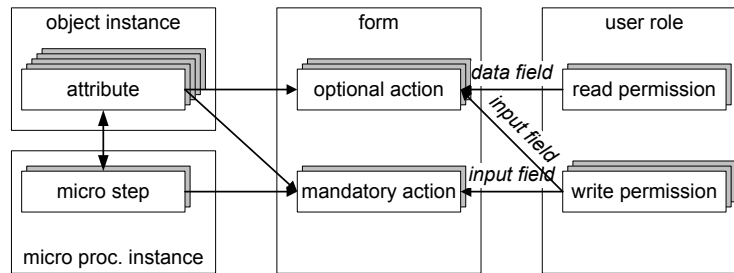 object instance
form
user role
attribute
optional action
data field
read permission
input field
micro step
mandatory action
input field
write permission
micro proc. instance